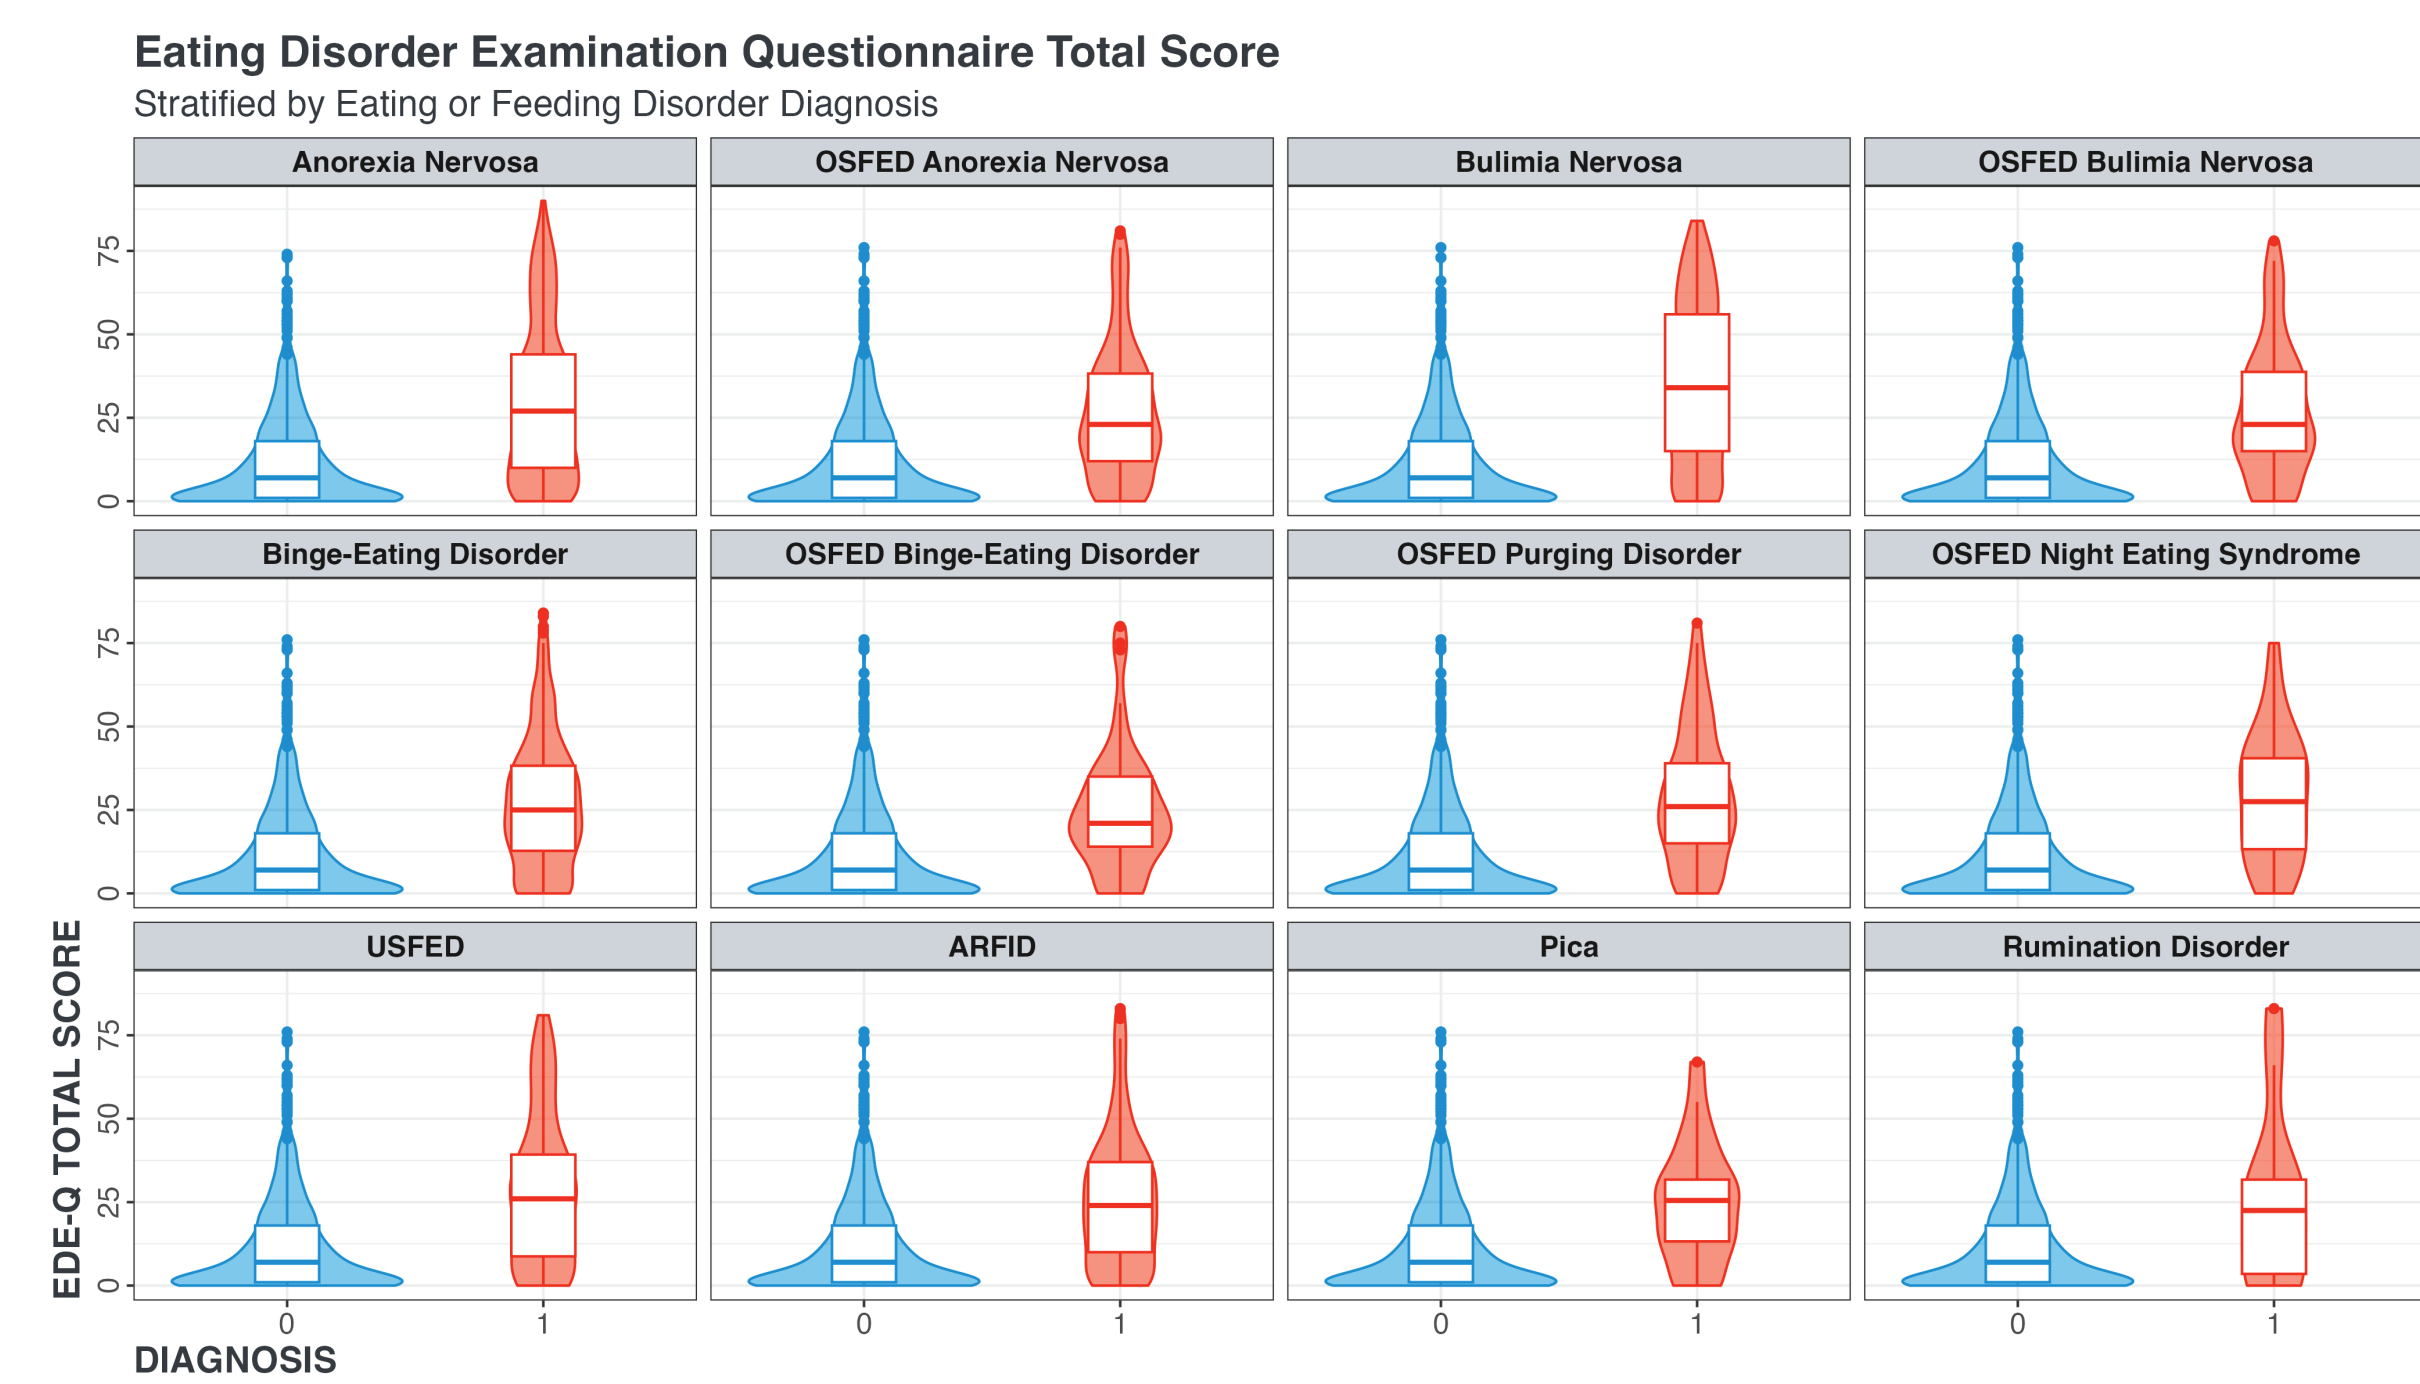 Eating Disorder Examination Questionnaire Total Score
Stratified by Eating or Feeding Disorder Diagnosis
Anorexia Nervosa
OSFED Anorexia Nervosa
Bulimia Nervosa
OSFED Bulimia Nervosa
75
50
25
0
Binge-Eating Disorder
OSFED Binge-Eating Disorder
OSFED Purging Disorder
OSFED Night Eating Syndrome
75
50
25
0
USFED
ARFID
Pica
Rumination Disorder
75
50
25
0
EDE-Q TOTAL SCORE
0 1 0 1 0 1 0 1
DIAGNOSIS